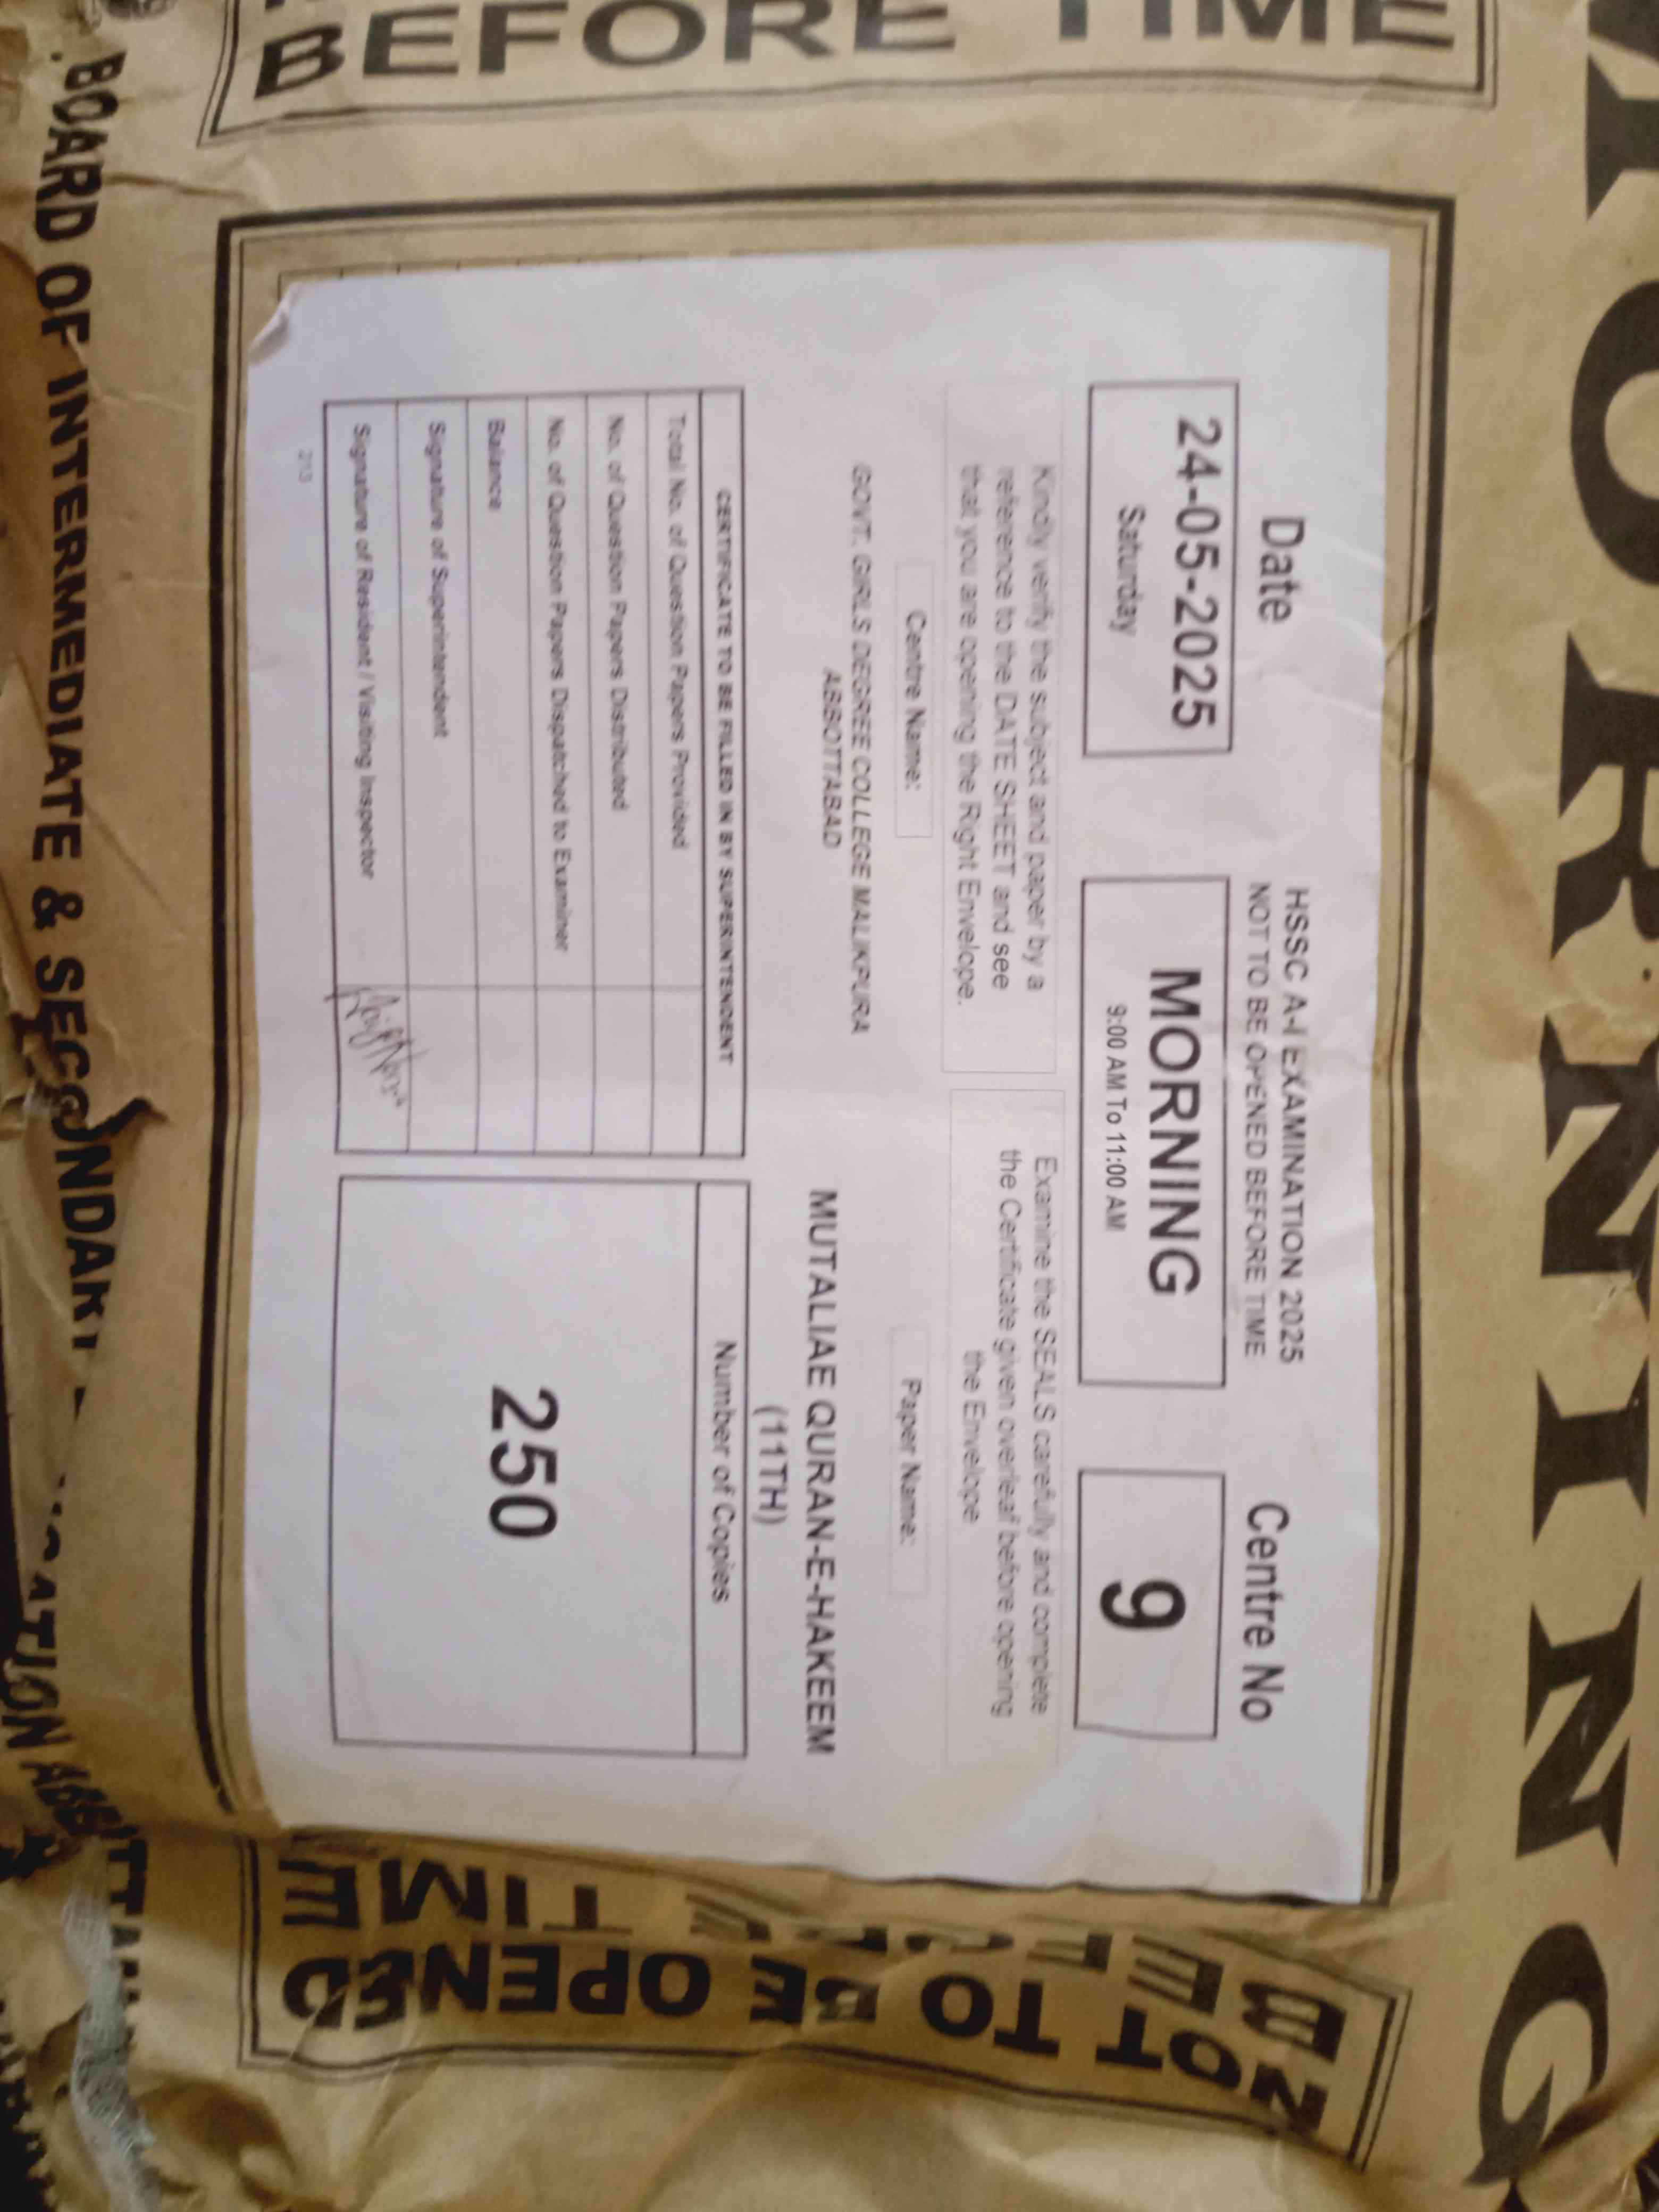 MORNING
BEFORE TIME
HSSC A-I EXAMINATION 2025
NOT TO BE OPENED BEFORE TIME
Date
24-05-2025
Saturday
MORNING
9:00 AM To 11:00 AM
Centre No
9
Kindly verify the subject and paper by a
reference to the DATE SHEET and see
that you are opening the Right Envelope.
Examine the SEALS carefully and complete
the Certificate given overleaf before opening
the Envelope
Centre Name:
GOVT. GIRLS DEGREE COLLEGE MALIKPURA
ABBOTTABAD
Paper Name:
MUTALIAE QURAN-E-HAKEEM
(11TH)
CERTIFICATE TO BE FILLED IN BY SUPERINTENDENT
Total No. of Question Papers Provided
No. of Question Papers Distributed
No. of Question Papers Dispatched to Examiner
Balance
Signature of Superintendent
Signature of Resident / Visiting Inspector
Number of Copies
250
213
NOT TO BE OPENED
BEFORE TIME
BOARD OF INTERMEDIATE & SECONDARY